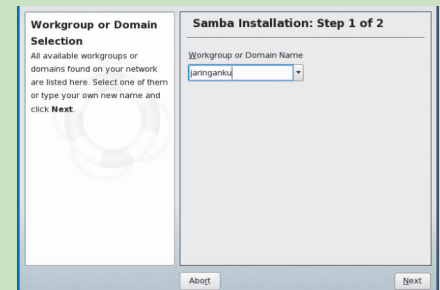 Workgroup or Domain
Selection
All available workgroups or
domains found on your network
are listed here. Select one of them
or type your own new name and
click Next.
Samba Installation: Step 1 of 2
Workgroup or Domain Name
jaringanku
Abort
Next